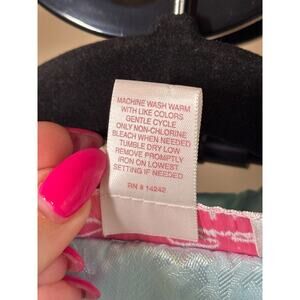 MACHINE WASH WARM
WITH LIKE COLORS
GENTLE CYCLE
ONLY NON-CHLORINE
BLEACH WHEN NEEDED
TUMBLE DRY LOW
REMOVE PROMPTLY
IRON ON LOWEST
SETTING IF NEEDED
RN # 14242